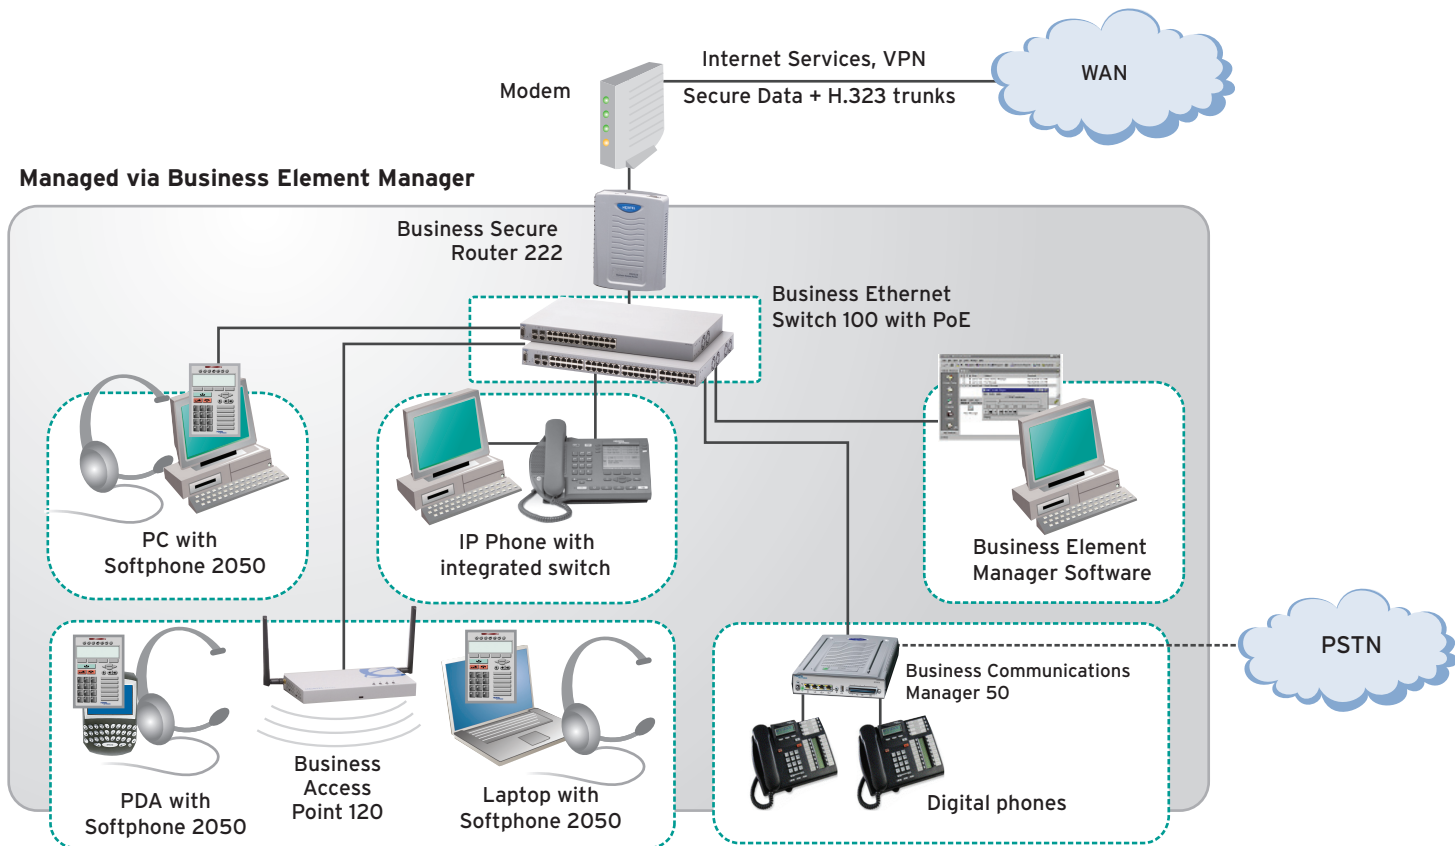 Internet Services, VPN
WAN
Modem
Secure Data + H.323 trunks
Managed via Business Element Manager
Business Secure
Router 222
Business Ethernet
Switch 100 with PoE
PC with
Softphone 2050
IP Phone with
integrated switch
Business Element
Manager Software
PSTN
Business Communications
Manager 50
Digital phones
Business
Access
Point 120
PDA with
Softphone 2050
Laptop with
Softphone 2050